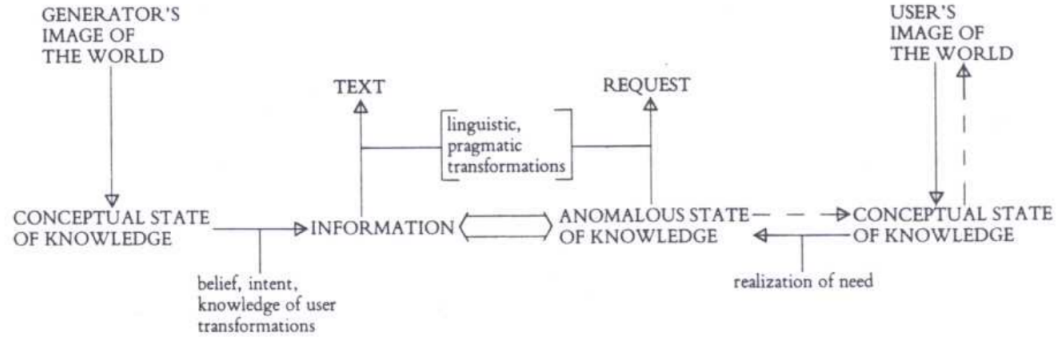 GENERATOR'S
IMAGE OF
THE WORLD
USER'S
IMAGE OF
THE WORLD
TEXT
REQUEST
linguistic,
pragmatic
transformations
CONCEPTUAL STATE
OF KNOWLEDGE
INFORMATION
ANOMALOUS STATE
OF KNOWLEDGE
CONCEPTUAL STATE
OF KNOWLEDGE
belief, intent,
knowledge of user
transformations
realization of need